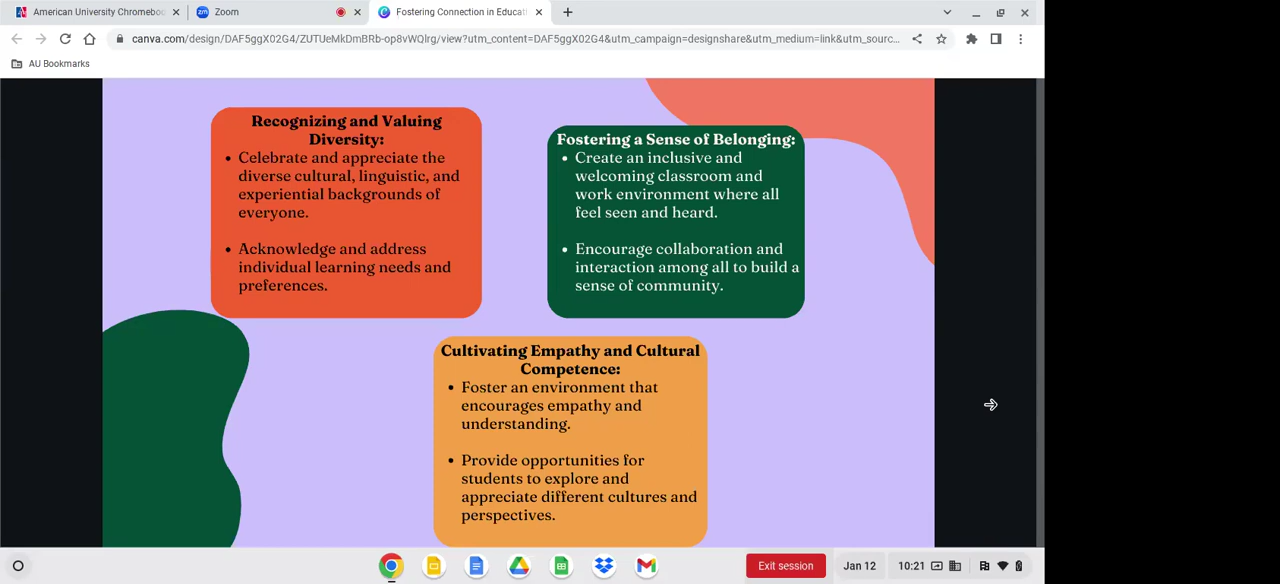 American University Chromeboo
Zoom
Fostering Connection in Educati
canva.com/design/DAF5ggX02G4/ZUTUeMkDmBRb-op8vWQlrg/view?utm_content=DAF5ggX02G4&utm_campaign=designshare&utm_medium=link&utm_sourc...
AU Bookmarks
Recognizing and Valuing
Diversity:
• Celebrate and appreciate the
diverse cultural, linguistic, and
experiential backgrounds of
everyone.
• Acknowledge and address
individual learning needs and
preferences.
Fostering a Sense of Belonging:
• Create an inclusive and
welcoming classroom and
work environment where all
feel seen and heard.
• Encourage collaboration and
interaction among all to build a
sense of community.
Cultivating Empathy and Cultural
Competence:
• Foster an environment that
encourages empathy and
understanding.
• Provide opportunities for
students to explore and
appreciate different cultures and
perspectives.
Exit session
Jan 12
10:21